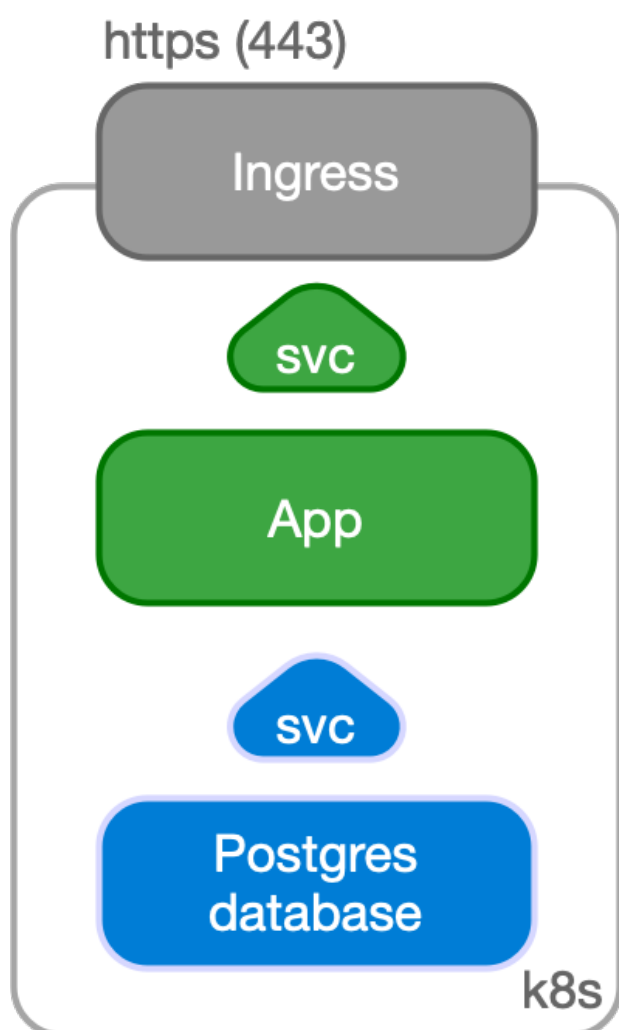 https (443)
Ingress
svc
App
svc
Postgres
database
k8s